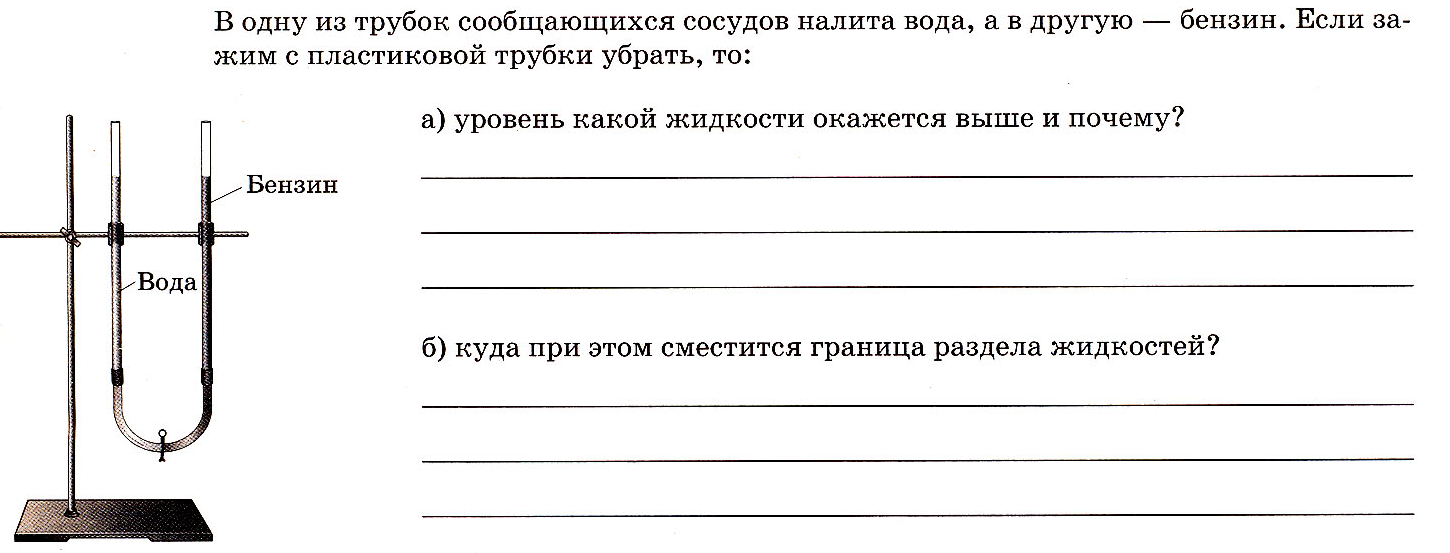 В одну из трубок сообщающихся сосудов налита вода, а в другую — бензин. Если за-
жим с пластиковой трубки убрать, то:
а) уровень какой жидкости окажется выше и почему?
Бензин
Вода
б) куда при этом сместится граница раздела жидкостей?